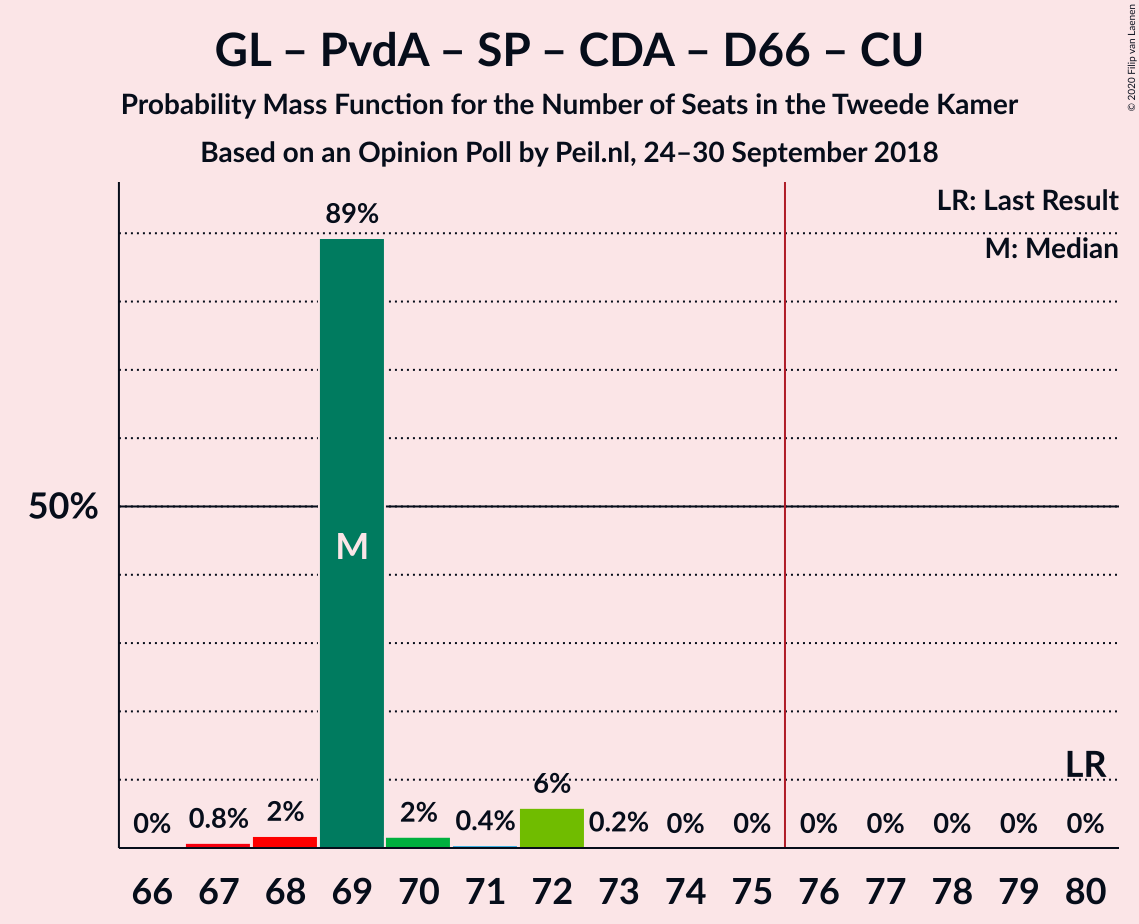 GL – PvdA – SP – CDA – D66 – CU
Probability Mass Function for the Number of Seats in the Tweede Kamer
Based on an Opinion Poll by Peil.nl, 24–30 September 2018
© 2020 Filip van Laenen
LR: Last Result
M: Median
89%
50%
M
LR
0% 0.8% 2% 2% 0.4% 6% 0.2% 0% 0% 0% 0% 0% 0% 0%
66 67 68 69 70 71 72 73 74 75 76 77 78 79 80